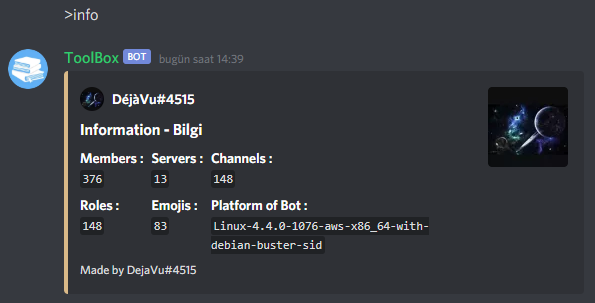 >info
ToolBox BOT bugün saat 14:39
DéjàVu#4515
Information - Bilgi
Members : Servers : Channels :
376 13 148
Roles : Emojis : Platform of Bot :
148 83 Linux-4.4.0-1076-aws-x86_64-with-
debian-buster-sid
Made by DejaVu#4515